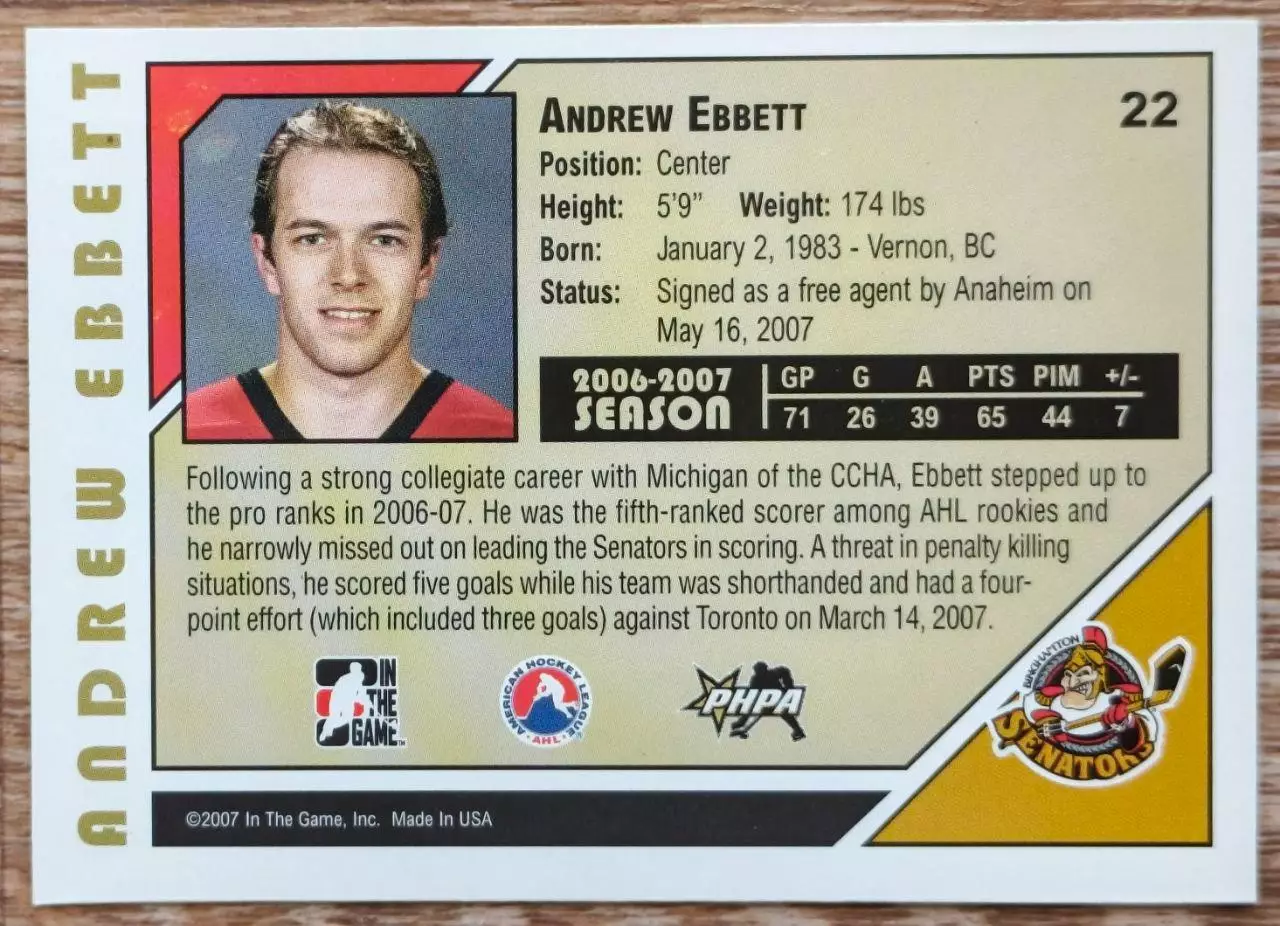 ANDREW EBBETT
ANDREW EBBETT
22
Position: Center
Height: 5'9" Weight: 174 lbs
Born: January 2, 1983 - Vernon, BC
Status: Signed as a free agent by Anaheim on
May 16, 2007
2006-2007
SEASON
GP G A PTS PIM +/-
71 26 39 65 44 7
Following a strong collegiate career with Michigan of the CCHA, Ebbett stepped up to
the pro ranks in 2006-07. He was the fifth-ranked scorer among AHL rookies and
he narrowly missed out on leading the Senators in scoring. A threat in penalty killing
situations, he scored five goals while his team was shorthanded and had a four-
point effort (which included three goals) against Toronto on March 14, 2007.
IN
THE
GAME
AMERICAN HOCKEY LEAGUE
AHL
PHPA
BINGHAMTON
SENATORS
©2007 In The Game, Inc. Made In USA